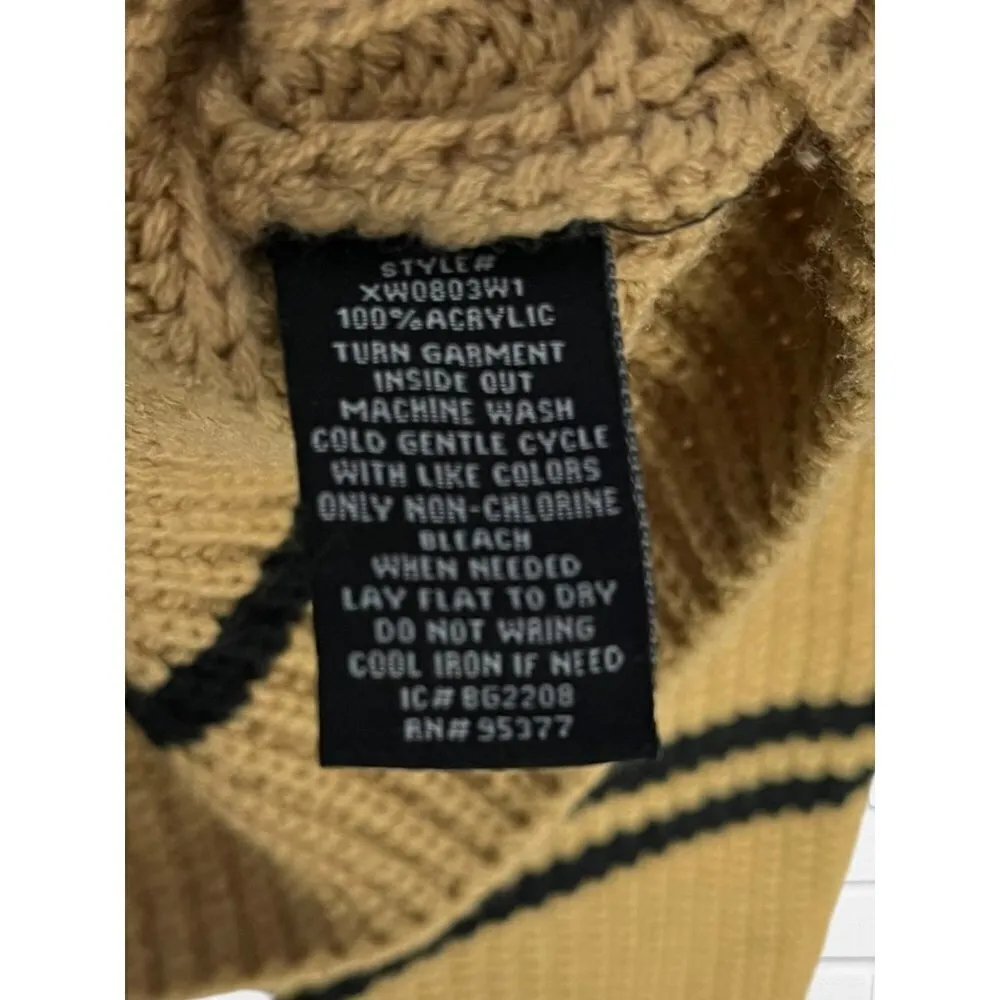 STYLE#
XW0803W1
100%ACRYLIC
TURN GARMENT
INSIDE OUT
MACHINE WASH
COLD GENTLE CYCLE
WITH LIKE COLORS
ONLY NON-CHLORINE
BLEACH
WHEN NEEDED
LAY FLAT TO DRY
DO NOT WRING
COOL IRON IF NEED
IC# BG2208
RN# 95377